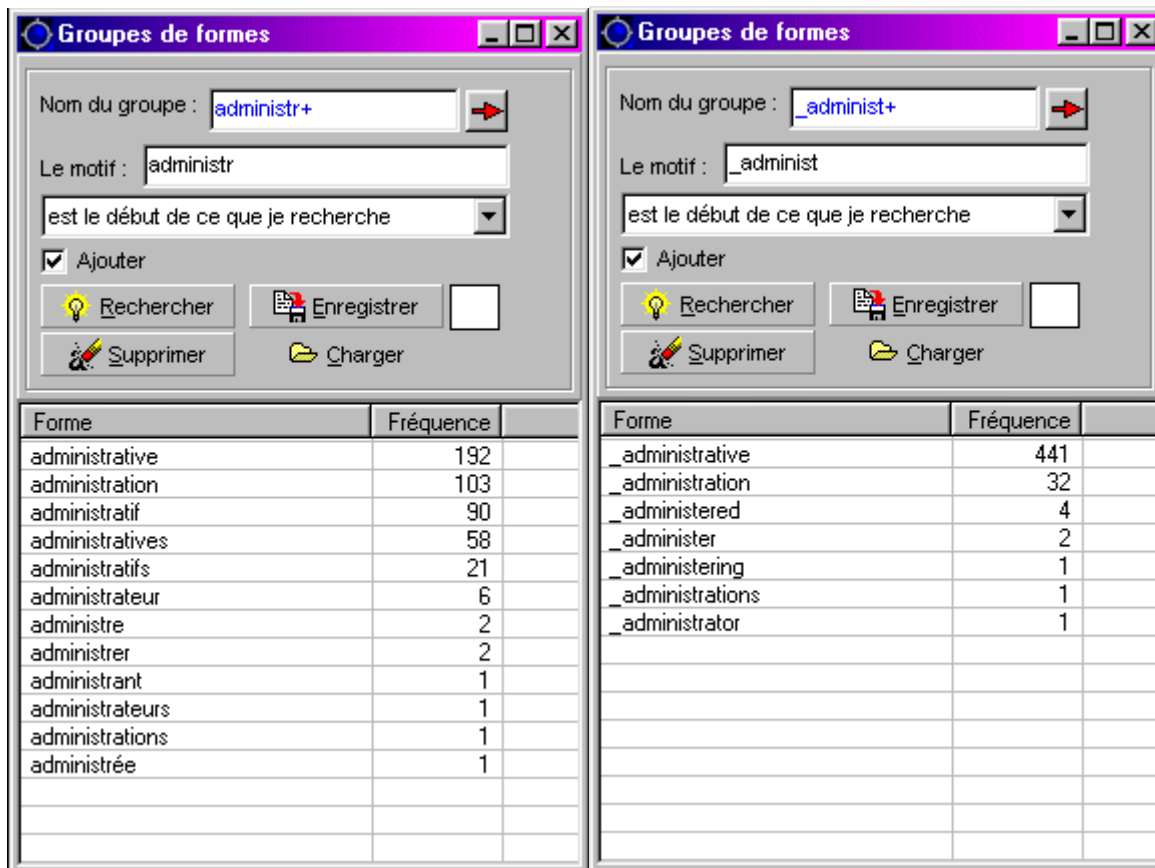 Groupes de formes
Nom du groupe : administr+
Le motif : administr
est le début de ce que je recherche
Ajouter
Rechercher Enregistrer
Supprimer Charger
Forme Fréquence
administrative 192
administration 103
administratif 90
administratives 58
administratifs 21
administrateur 6
administre 2
administrer 2
administrant 1
administrateurs 1
administrations 1
administrée 1
Groupes de formes
Nom du groupe : _administ+
Le motif : _administ
est le début de ce que je recherche
Ajouter
Rechercher Enregistrer
Supprimer Charger
Forme Fréquence
_administrative 441
_administration 32
_administered 4
_administer 2
_administering 1
_administrations 1
_administrator 1